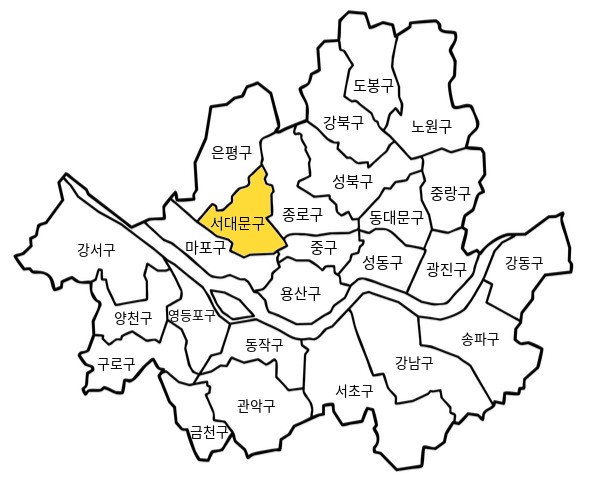 도봉구
강북구
노원구
은평구
성북구
중랑구
서대문구
종로구
동대문구
마포구
중구
강서구
성동구
광진구
강동구
용산구
양천구
영등포구
동작구
송파구
구로구
강남구
서초구
관악구
금천구